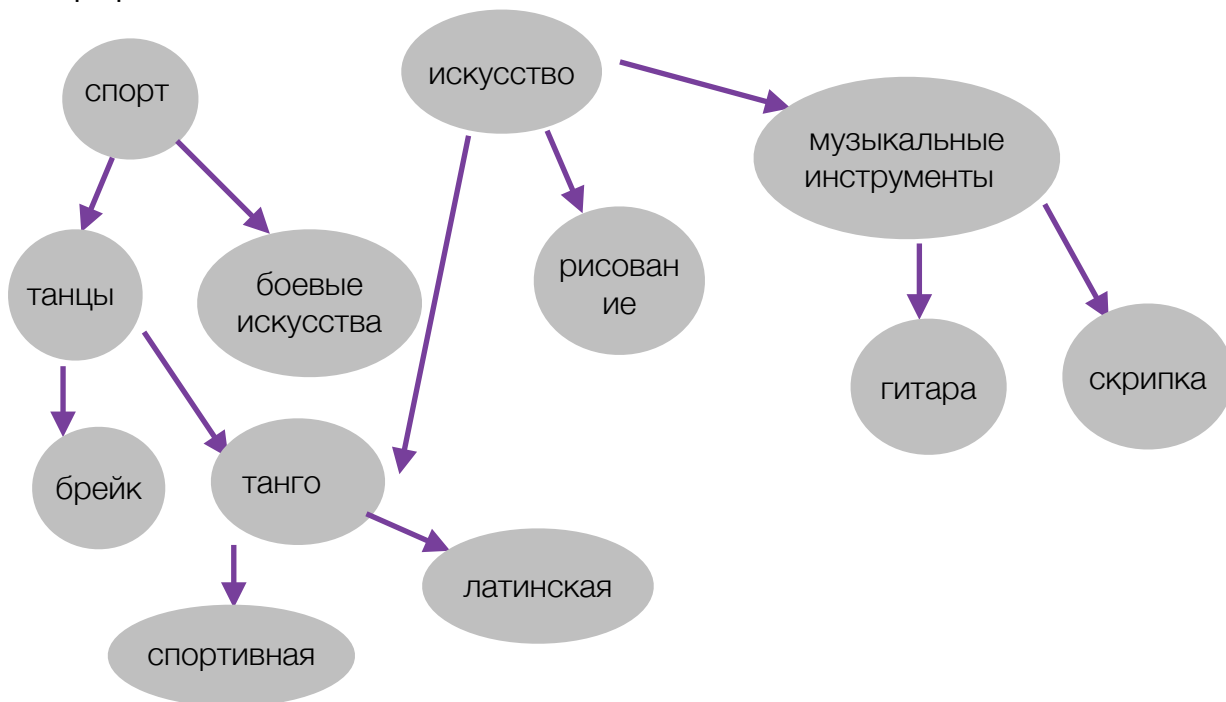 искусство
спорт
музыкальные
инструменты
танцы
боевые
искусства
рисован
ие
гитара
скрипка
брейк
танго
латинская
спортивная